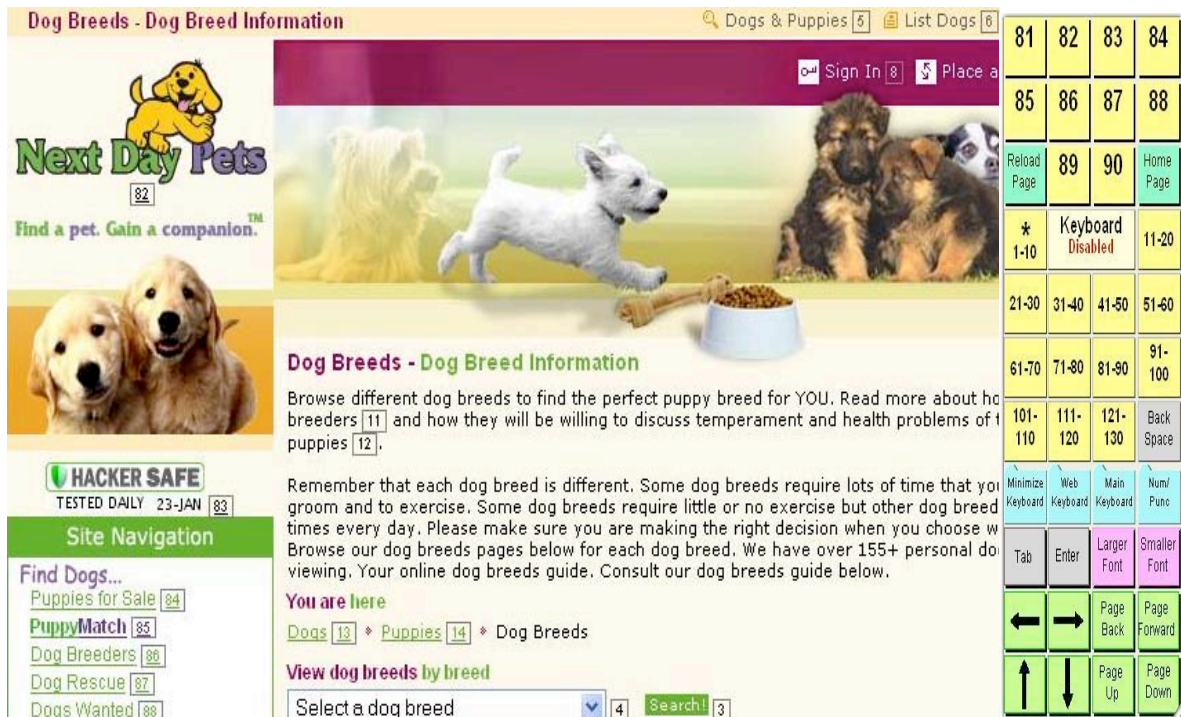 Dog Breeds - Dog Breed Information
Dogs & Puppies 5 List Dogs 6
Sign In 8 Place a
Next Day Pets
82
Find a pet. Gain a companion.™
HACKER SAFE
TESTED DAILY 23-JAN 83
Site Navigation
Find Dogs...
Puppies for Sale 84
PuppyMatch 85
Dog Breeders 86
Dog Rescue 87
Dogs Wanted 88
Dog Breeds - Dog Breed Information
Browse different dog breeds to find the perfect puppy breed for YOU. Read more about ho
breeders 11 and how they will be willing to discuss temperament and health problems of t
puppies 12.
Remember that each dog breed is different. Some dog breeds require lots of time that you
groom and to exercise. Some dog breeds require little or no exercise but other dog breed
times every day. Please make sure you are making the right decision when you choose w
Browse our dog breeds pages below for each dog breed. We have over 155+ personal do
viewing. Your online dog breeds guide. Consult our dog breeds guide below.
You are here
Dogs 13 * Puppies 14 * Dog Breeds
View dog breeds by breed
Select a dog breed 4 Search! 3
81 82 83 84
85 86 87 88
Reload Page 89 90 Home Page
* 1-10 Keyboard Disabled 11-20
21-30 31-40 41-50 51-60
61-70 71-80 81-90 91-100
101-110 111-120 121-130 Back Space
Minimize Keyboard Web Keyboard Main Keyboard Num/ Punc
Tab Enter Larger Font Smaller Font
Page Back Page Forward
Page Up Page Down